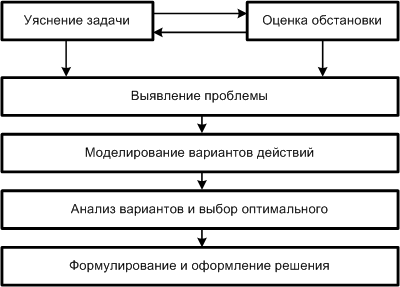 Уяснение задачи
Оценка обстановки
Выявление проблемы
Моделирование вариантов действий
Анализ вариантов и выбор оптимального
Формулирование и оформление решения